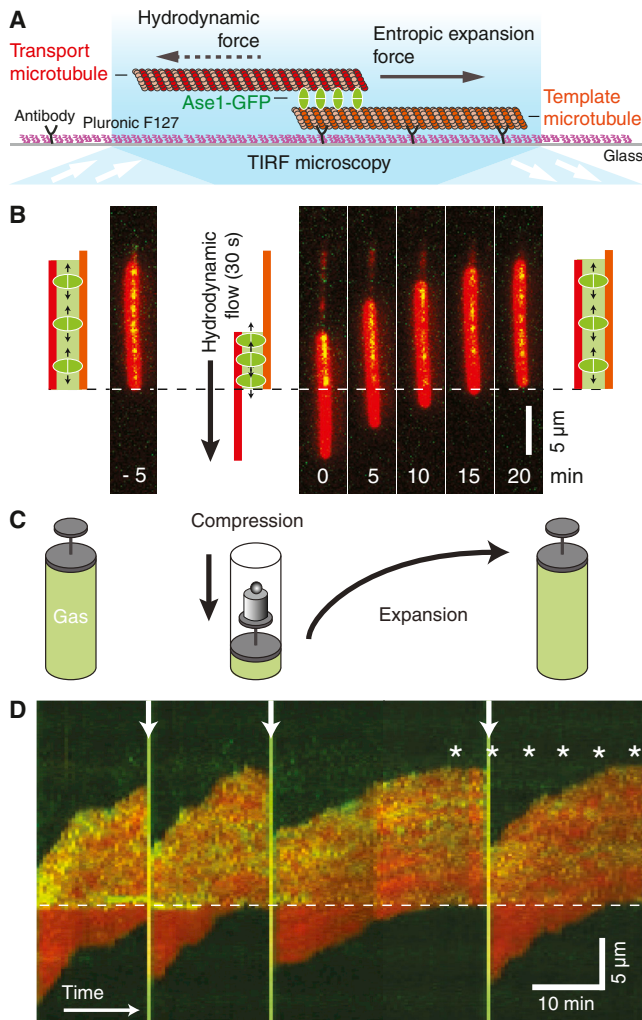 A
Hydrodynamic
force
Entropic expansion
force
Transport
microtubule
Ase1-GFP
Template
microtubule
Antibody
Pluronic F127
TIRF microscopy
Glass
B
Hydrodynamic
flow (30 s)
5 µm
- 5
0
5
10
15
20
min
C
Compression
Gas
Expansion
D
* * * * * *
Time
10 min
5 µm